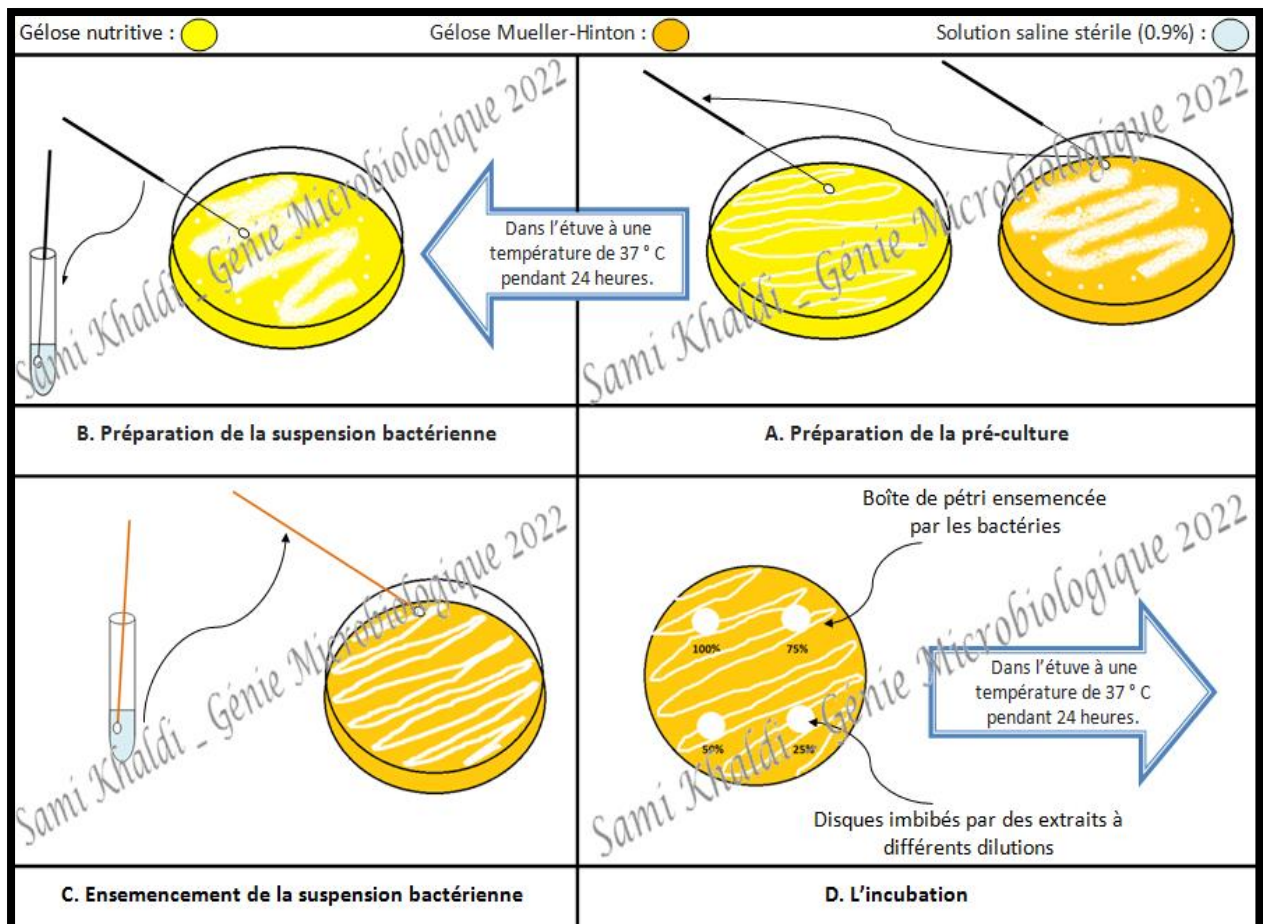 Gélose nutritive :
Gélose Mueller-Hinton :
Solution saline stérile (0.9%) :
Sami Khaldi _ Génie Microbiologique 2022
Dans l'étuve à une
température de 37 ° C
pendant 24 heures.
Sami Khaldi _ Génie Microbiologique 2022
B. Préparation de la suspension bactérienne
A. Préparation de la pré-culture
Sami Khaldi _ Génie Microbiologique 2022
Boîte de pétri ensemencée
par les bactéries
100%
75%
50%
25%
Dans l'étuve à une
température de 37 ° C
pendant 24 heures.
Disques imbibés par des extraits à
différents dilutions
Sami Khaldi _ Génie Microbiologique 2022
C. Ensemencement de la suspension bactérienne
D. L'incubation